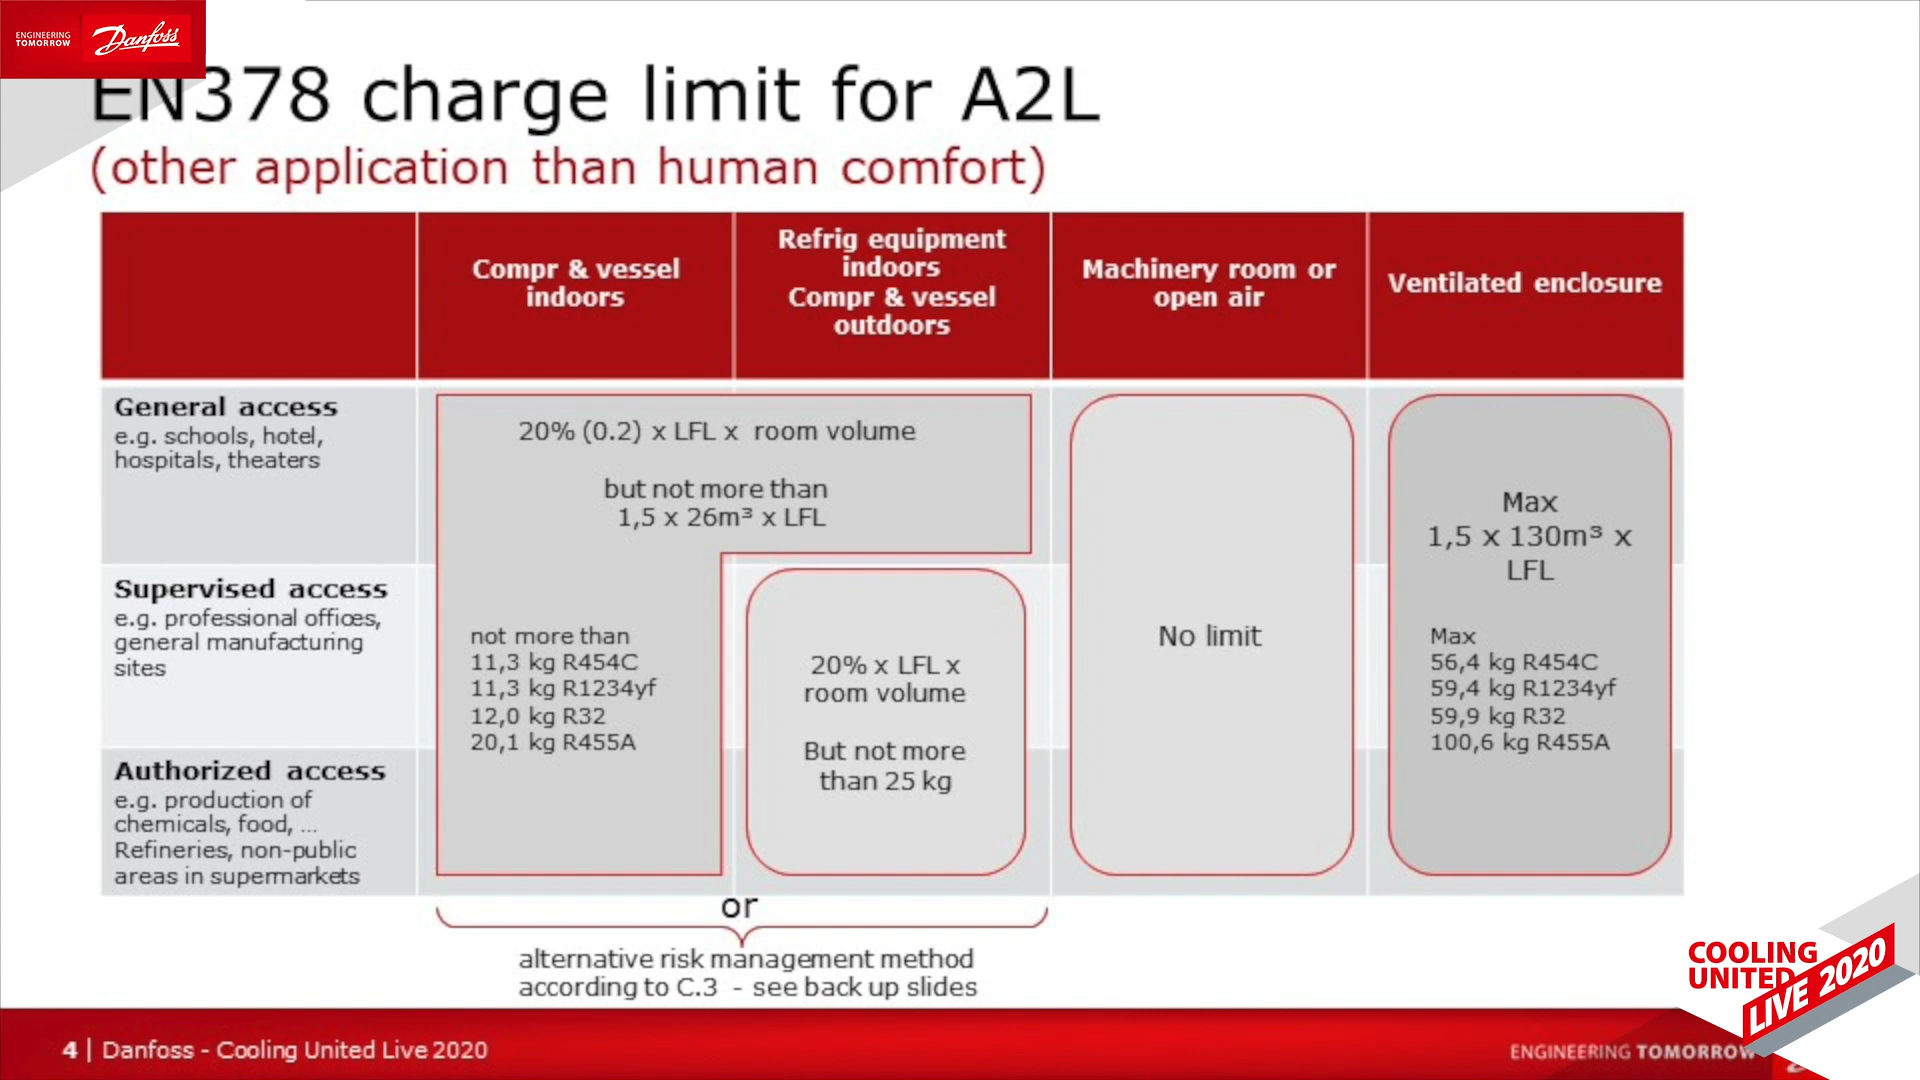 ENGINEERING
TOMORROW
Danfoss
EN378 charge limit for A2L
(other application than human comfort)
Compr & vessel
indoors
Refrig equipment
indoors
Compr & vessel
outdoors
Machinery room or
open air
Ventilated enclosure
General access
e.g. schools, hotel,
hospitals, theaters
20% (0.2) x LFL x room volume
but not more than
1,5 x 26m³ x LFL
Supervised access
e.g. professional offices,
general manufacturing
sites
not more than
11,3 kg R454C
11,3 kg R1234yf
12,0 kg R32
20,1 kg R455A
20% x LFL x
room volume
But not more
than 25 kg
No limit
Max
1,5 x 130m³ x
LFL
Max
56,4 kg R454C
59,4 kg R1234yf
59,9 kg R32
100,6 kg R455A
Authorized access
e.g. production of
chemicals, food, ...
Refineries, non-public
areas in supermarkets
or
alternative risk management method
according to C.3 - see back up slides
COOLING
UNITED
LIVE 2020
4 | Danfoss - Cooling United Live 2020
ENGINEERING TOMORROW